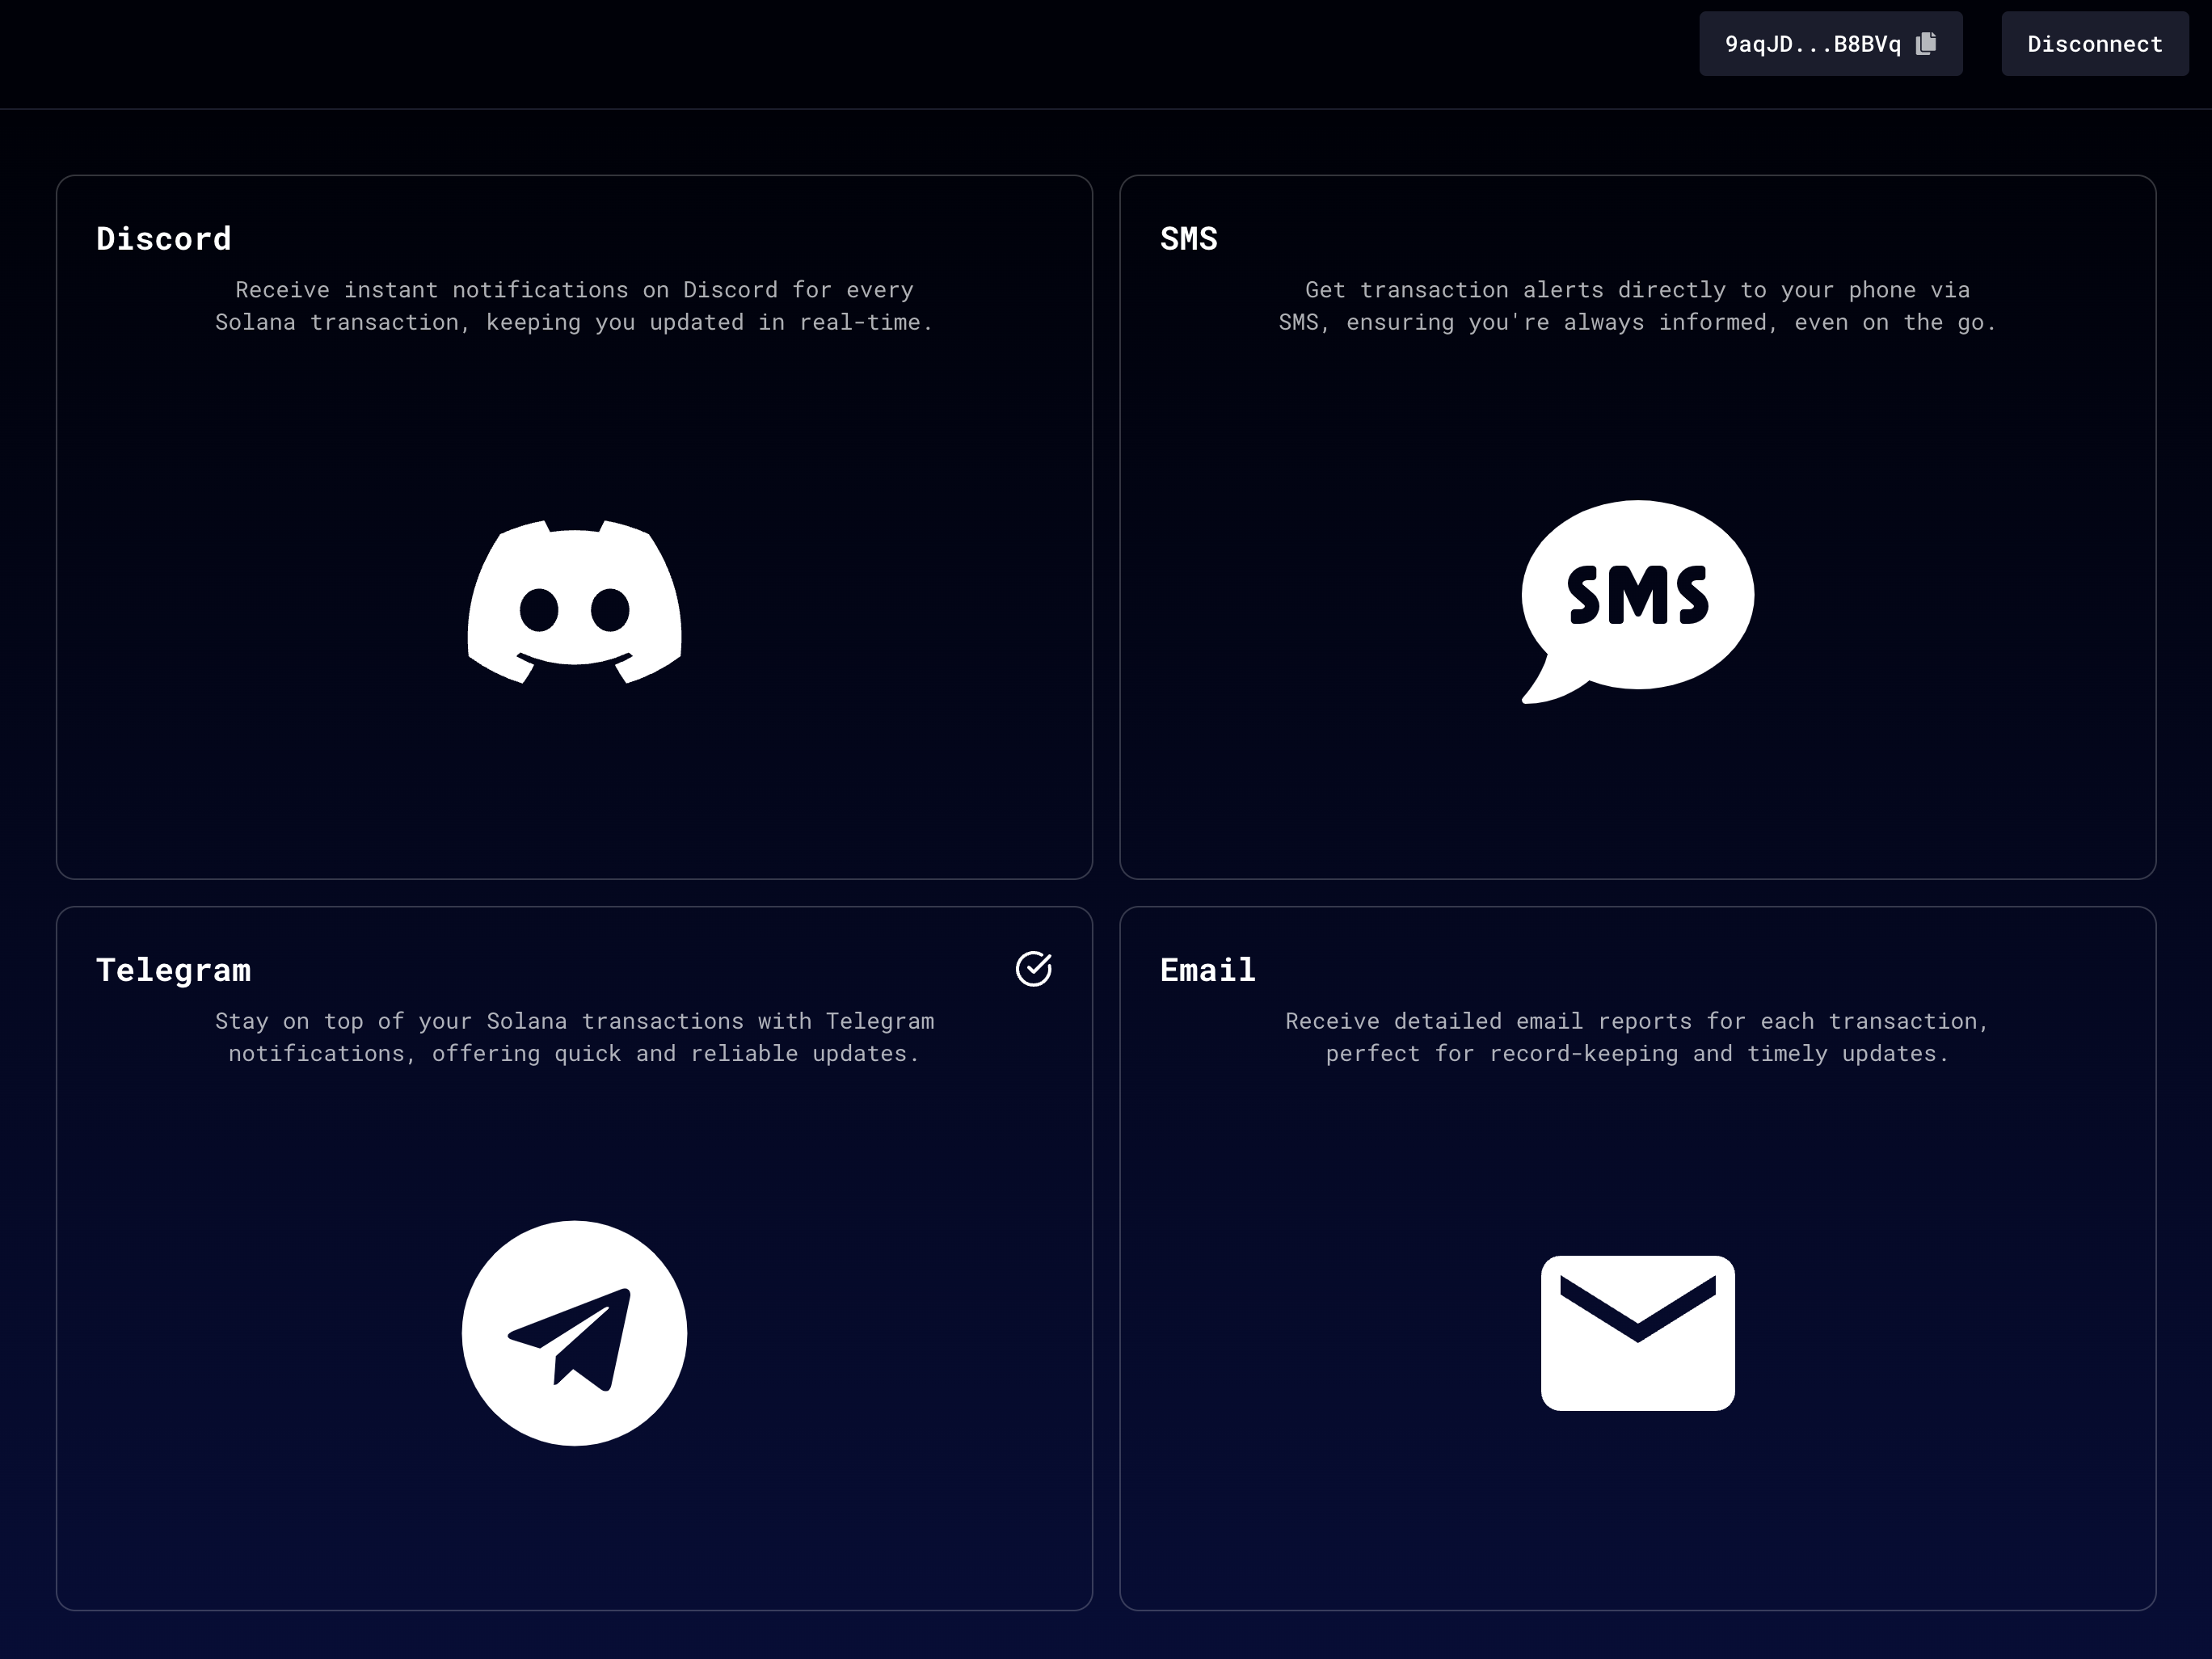 9aqJD...B8BVq
Disconnect
Discord
Receive instant notifications on Discord for every
Solana transaction, keeping you updated in real-time.
SMS
Get transaction alerts directly to your phone via
SMS, ensuring you're always informed, even on the go.
SMS
Telegram
Stay on top of your Solana transactions with Telegram
notifications, offering quick and reliable updates.
Email
Receive detailed email reports for each transaction,
perfect for record-keeping and timely updates.